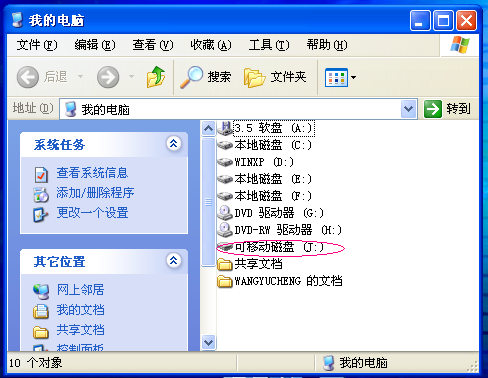 我的电脑
文件(F) 编辑(E) 查看(V) 收藏(A) 工具(T) 帮助(H)
后退 搜索 文件夹
地址(D) 我的电脑 转到
系统任务
查看系统信息
添加/删除程序
更改一个设置
其它位置
网上邻居
我的文档
共享文档
控制面板
3.5 软盘 (A:)
本地磁盘 (C:)
WINXP (D:)
本地磁盘 (E:)
本地磁盘 (F:)
DVD 驱动器 (G:)
DVD-RW 驱动器 (H:)
可移动磁盘 (J:)
共享文档
WANGYUCHENG 的文档
10 个对象 我的电脑